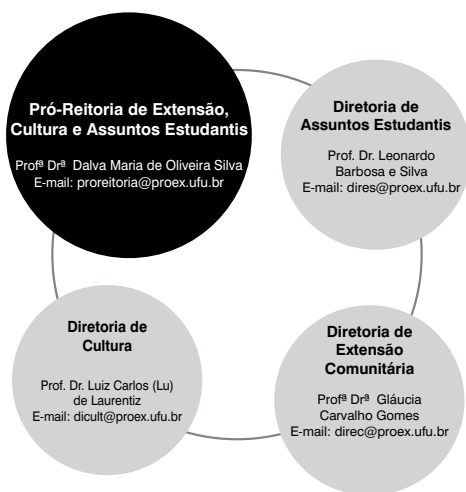 Pró-Reitoria de Extensão,
Cultura e Assuntos Estudantis
Profª Drª Dalva Maria de Oliveira Silva
E-mail: proreitoria@proex.ufu.br
Diretoria de
Assuntos Estudantis
Prof. Dr. Leonardo
Barbosa e Silva
E-mail: dires@proex.ufu.br
Diretoria de
Cultura
Prof. Dr. Luiz Carlos (Lu)
de Laurentiz
E-mail: dicult@proex.ufu.br
Diretoria de
Extensão
Comunitária
Profª Drª Gláucia
Carvalho Gomes
E-mail: direc@proex.ufu.br